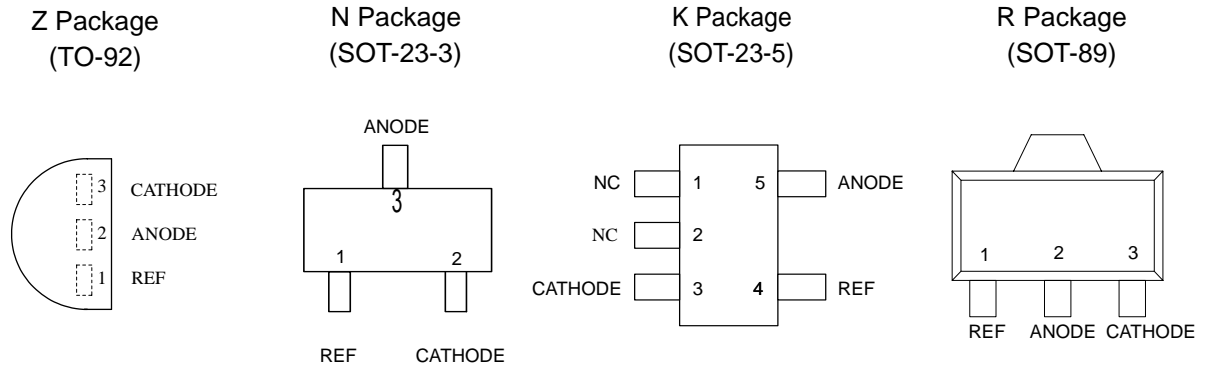 Z Package
(TO-92)
3 CATHODE
2 ANODE
1 REF
N Package
(SOT-23-3)
ANODE
3
1 2
REF CATHODE
K Package
(SOT-23-5)
NC 1 5 ANODE
NC 2
CATHODE 3 4 REF
R Package
(SOT-89)
1 2 3
REF ANODE CATHODE